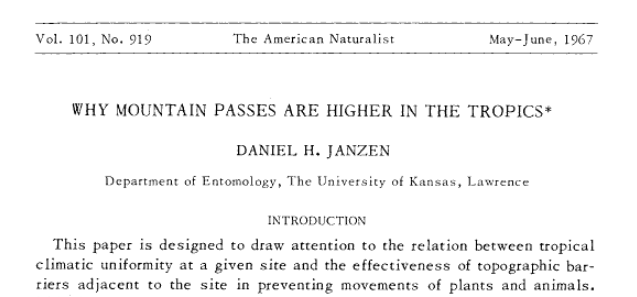 Vol. 101, No. 919 The American Naturalist May-June, 1967
WHY MOUNTAIN PASSES ARE HIGHER IN THE TROPICS*
DANIEL H. JANZEN
Department of Entomology, The University of Kansas, Lawrence
INTRODUCTION
This paper is designed to draw attention to the relation between tropical
climatic uniformity at a given site and the effectiveness of topographic bar-
riers adjacent to the site in preventing movements of plants and animals.